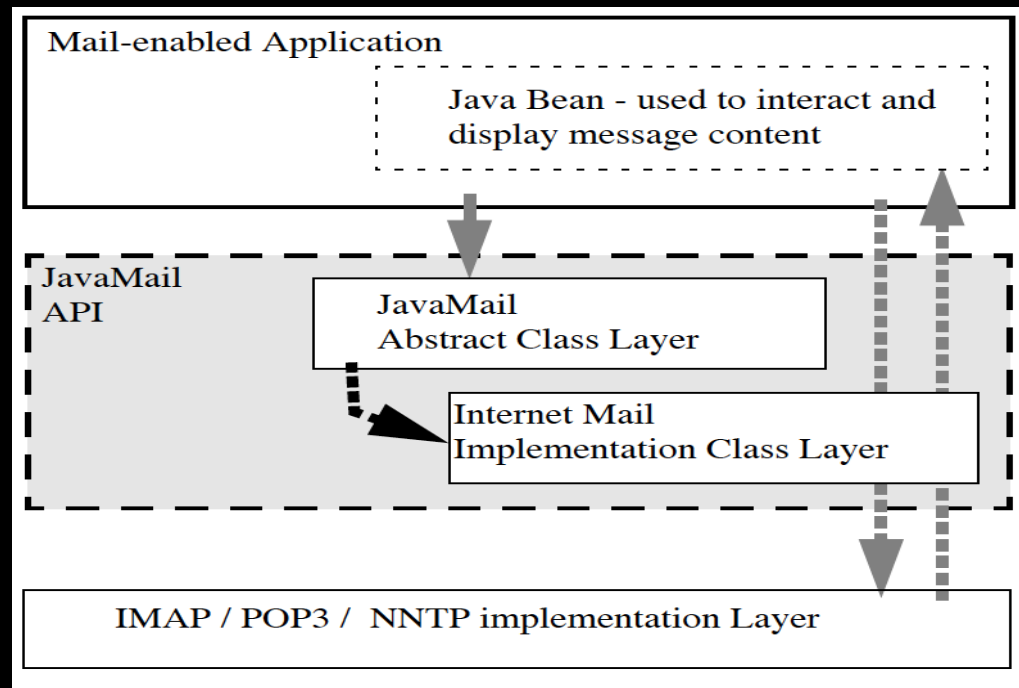 Mail-enabled Application
Java Bean - used to interact and
display message content
JavaMail
API
JavaMail
Abstract Class Layer
Internet Mail
Implementation Class Layer
IMAP / POP3 / NNTP implementation Layer